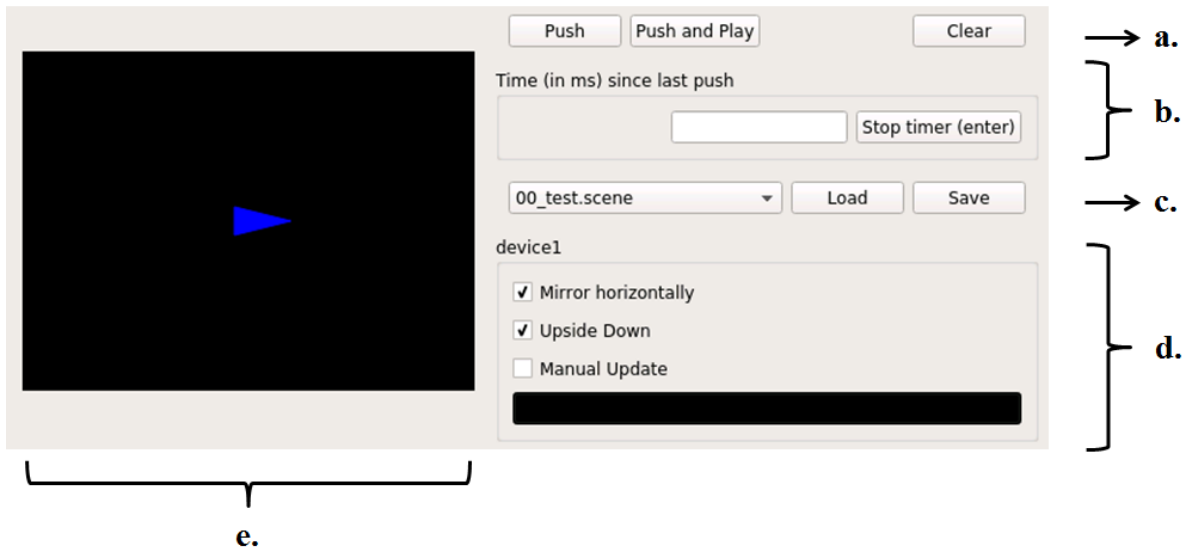 Push Push and Play Clear
a.
Time (in ms) since last push
b.
Stop timer (enter)
00_test.scene Load Save
c.
device1
Mirror horizontally
Upside Down
d.
Manual Update
e.